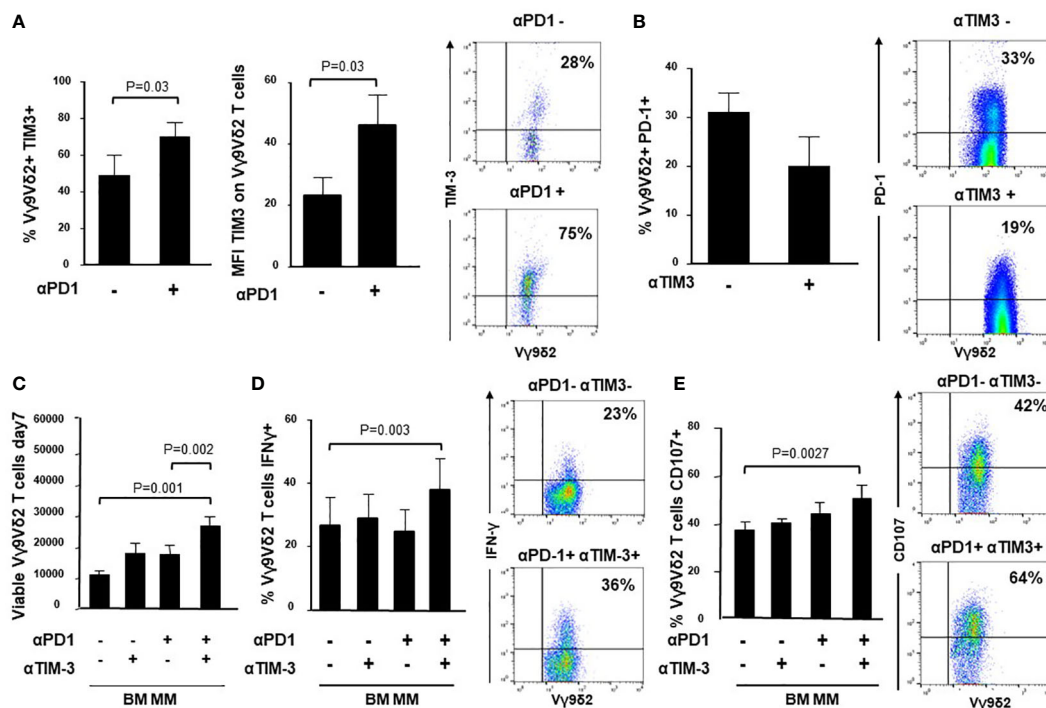 A
% Vγ9Vδ2+ TIM3+
100
80
60
40
20
0
P=0.03
αPD1 - +
MFI TIM3 on Vγ9Vδ2 T cells
60
40
20
0
P=0.03
αPD1 - +
αPD1 -
28%
TIM-3
αPD1 +
75%
Vγ9δ2
B
% Vγ9Vδ2+ PD-1+
40
30
20
10
0
αTIM3 - +
αTIM3 -
33%
PD-1
αTIM3 +
19%
Vγ9δ2
C
Viable Vγ9Vδ2 T cells day7
60000
50000
40000
30000
20000
10000
0
P=0.002
P=0.001
αPD1 - - + +
αTIM-3 - + - +
BM MM
D
% Vγ9Vδ2 T cells IFNγ+
60
40
20
0
P=0.003
αPD1 - - + +
αTIM-3 - + - +
BM MM
αPD1- αTIM3-
23%
IFN-γ
αPD-1+ αTIM-3+
36%
Vγ9δ2
E
% Vγ9Vδ2 T cells CD107+
80
60
40
20
0
P=0.0027
αPD1 - - + +
αTIM-3 - + - +
BM MM
αPD1- αTIM3-
42%
CD107
αPD1+ αTIM3+
64%
Vγ9δ2